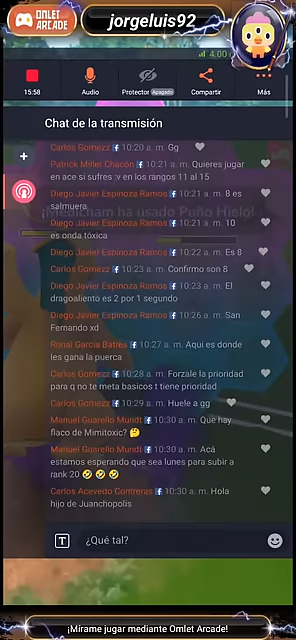 OMLET
ARCADE
jorgeluis92
4.00
15:58
Audio
Protector Apagado
Compartir
Más
Chat de la transmisión
Carlos Gomezz 10:20 a. m. Gg
Patrick Miller Chacón 10:21 a. m. Quieres jugar
en ace si sufres :v en los rangos 11 al 15
Diego Javier Espinoza Ramos 10:21 a. m. 8 es
salmuera
¡Medicham ha usado Puño Hielo!
Diego Javier Espinoza Ramos 10:21 a. m. 10
es onda tóxica
Diego Javier Espinoza Ramos 10:22 a. m. Es 8
Carlos Gomezz 10:23 a. m. Confirmo son 8
Diego Javier Espinoza Ramos 10:23 a. m. El
dragoaliento es 2 por 1 segundo
Diego Javier Espinoza Ramos 10:26 a. m. San
Fernando xd
Ronal Garcia Batres 10:27 a. m. Aqui es donde
les gana la puerca
Carlos Gomezz 10:28 a. m. Forzale la prioridad
para q no te meta basicos t tiene prioridad
Carlos Gomezz 10:29 a. m. Huele a gg
Manuel Guarello Mundt 10:30 a. m. Que hay
flaco de Mimitoxic? 🤔
Manuel Guarello Mundt 10:30 a. m. Acá
estamos esperando que sea lunes para subir a
rank 20 🤣 🤣 🤣
Carlos Acevedo Contreras 10:30 a. m. Hola
hijo de Juanchopolis
T ¿Qué tal?
¡Mírame jugar mediante Omlet Arcade!